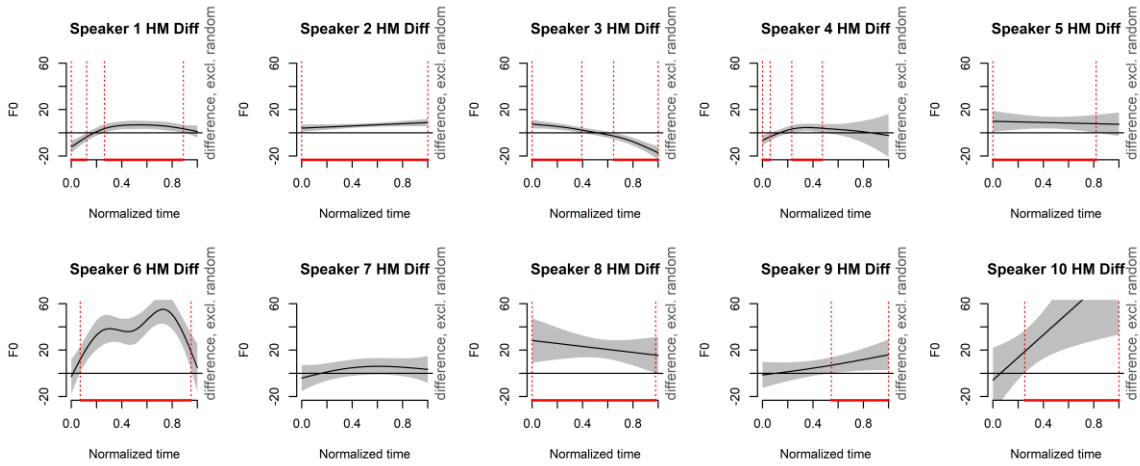 Speaker 1 HM Diff
F0
60
20
-20
0.0 0.4 0.8
Normalized time
difference, excl. random
Speaker 2 HM Diff
F0
60
20
-20
0.0 0.4 0.8
Normalized time
difference, excl. random
Speaker 3 HM Diff
F0
60
20
-20
0.0 0.4 0.8
Normalized time
difference, excl. random
Speaker 4 HM Diff
F0
60
20
-20
0.0 0.4 0.8
Normalized time
difference, excl. random
Speaker 5 HM Diff
F0
60
20
-20
0.0 0.4 0.8
Normalized time
difference, excl. random
Speaker 6 HM Diff
F0
60
20
-20
0.0 0.4 0.8
Normalized time
difference, excl. random
Speaker 7 HM Diff
F0
60
20
-20
0.0 0.4 0.8
Normalized time
difference, excl. random
Speaker 8 HM Diff
F0
60
20
-20
0.0 0.4 0.8
Normalized time
difference, excl. random
Speaker 9 HM Diff
F0
60
20
-20
0.0 0.4 0.8
Normalized time
difference, excl. random
Speaker 10 HM Diff
F0
60
20
-20
0.0 0.4 0.8
Normalized time
difference, excl. random